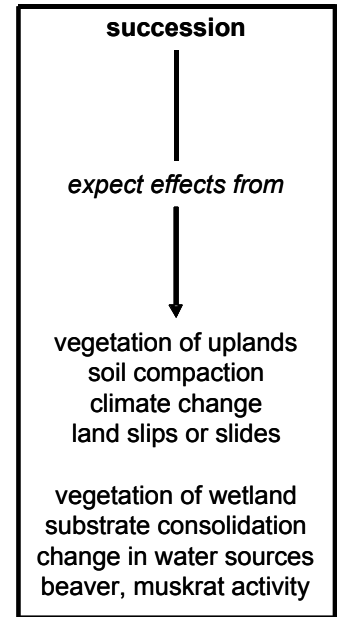 succession
expect effects from
vegetation of uplands
soil compaction
climate change
land slips or slides
vegetation of wetland
substrate consolidation
change in water sources
beaver, muskrat activity